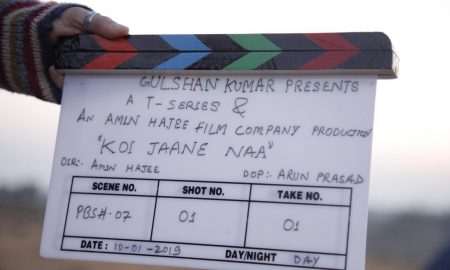 GULSHAN KUMAR PRESENTS
A T-SERIES &
AN AMIN HAJEE FILM COMPANY PRODUCTION
"KOI JAANE NAA"
DIR:. AMIN HAJEE DOP:. ARUN PRASAD
SCENE NO. SHOT NO. TAKE NO.
PBS#.07 01 01
DATE : 10-01-2019 DAY/NIGHT DAY